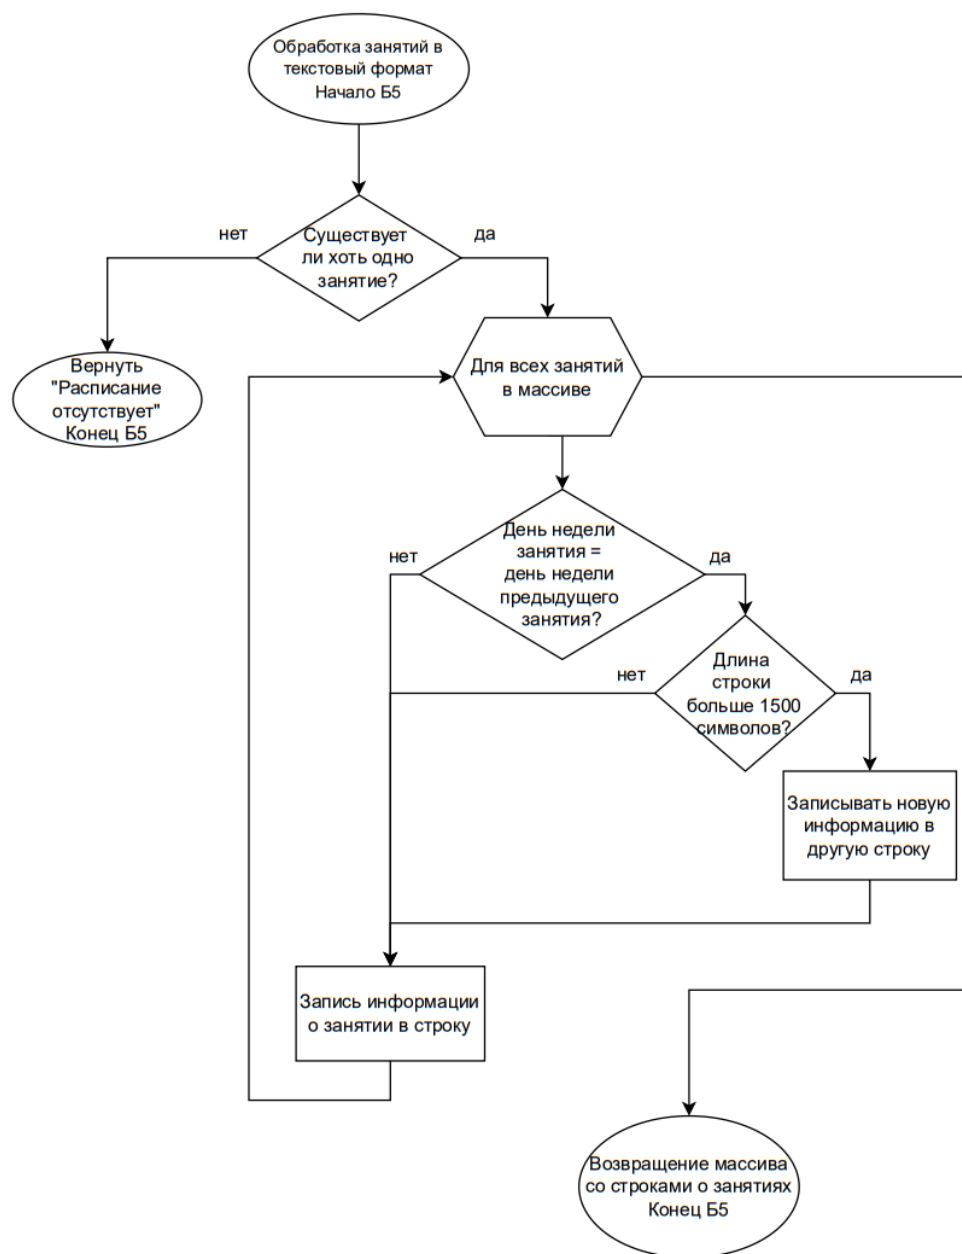 Обработка занятий в
текстовый формат
Начало Б5
нет
да
Существует
ли хоть одно
занятие?
Вернуть
"Расписание
отсутствует"
Конец Б5
Для всех занятий
в массиве
нет
да
День недели
занятия =
день недели
предыдущего
занятия?
нет
да
Длина
строки
больше 1500
символов?
Записывать новую
информацию в
другую строку
Запись информации
о занятии в строку
Возвращение массива
со строками о занятиях
Конец Б5